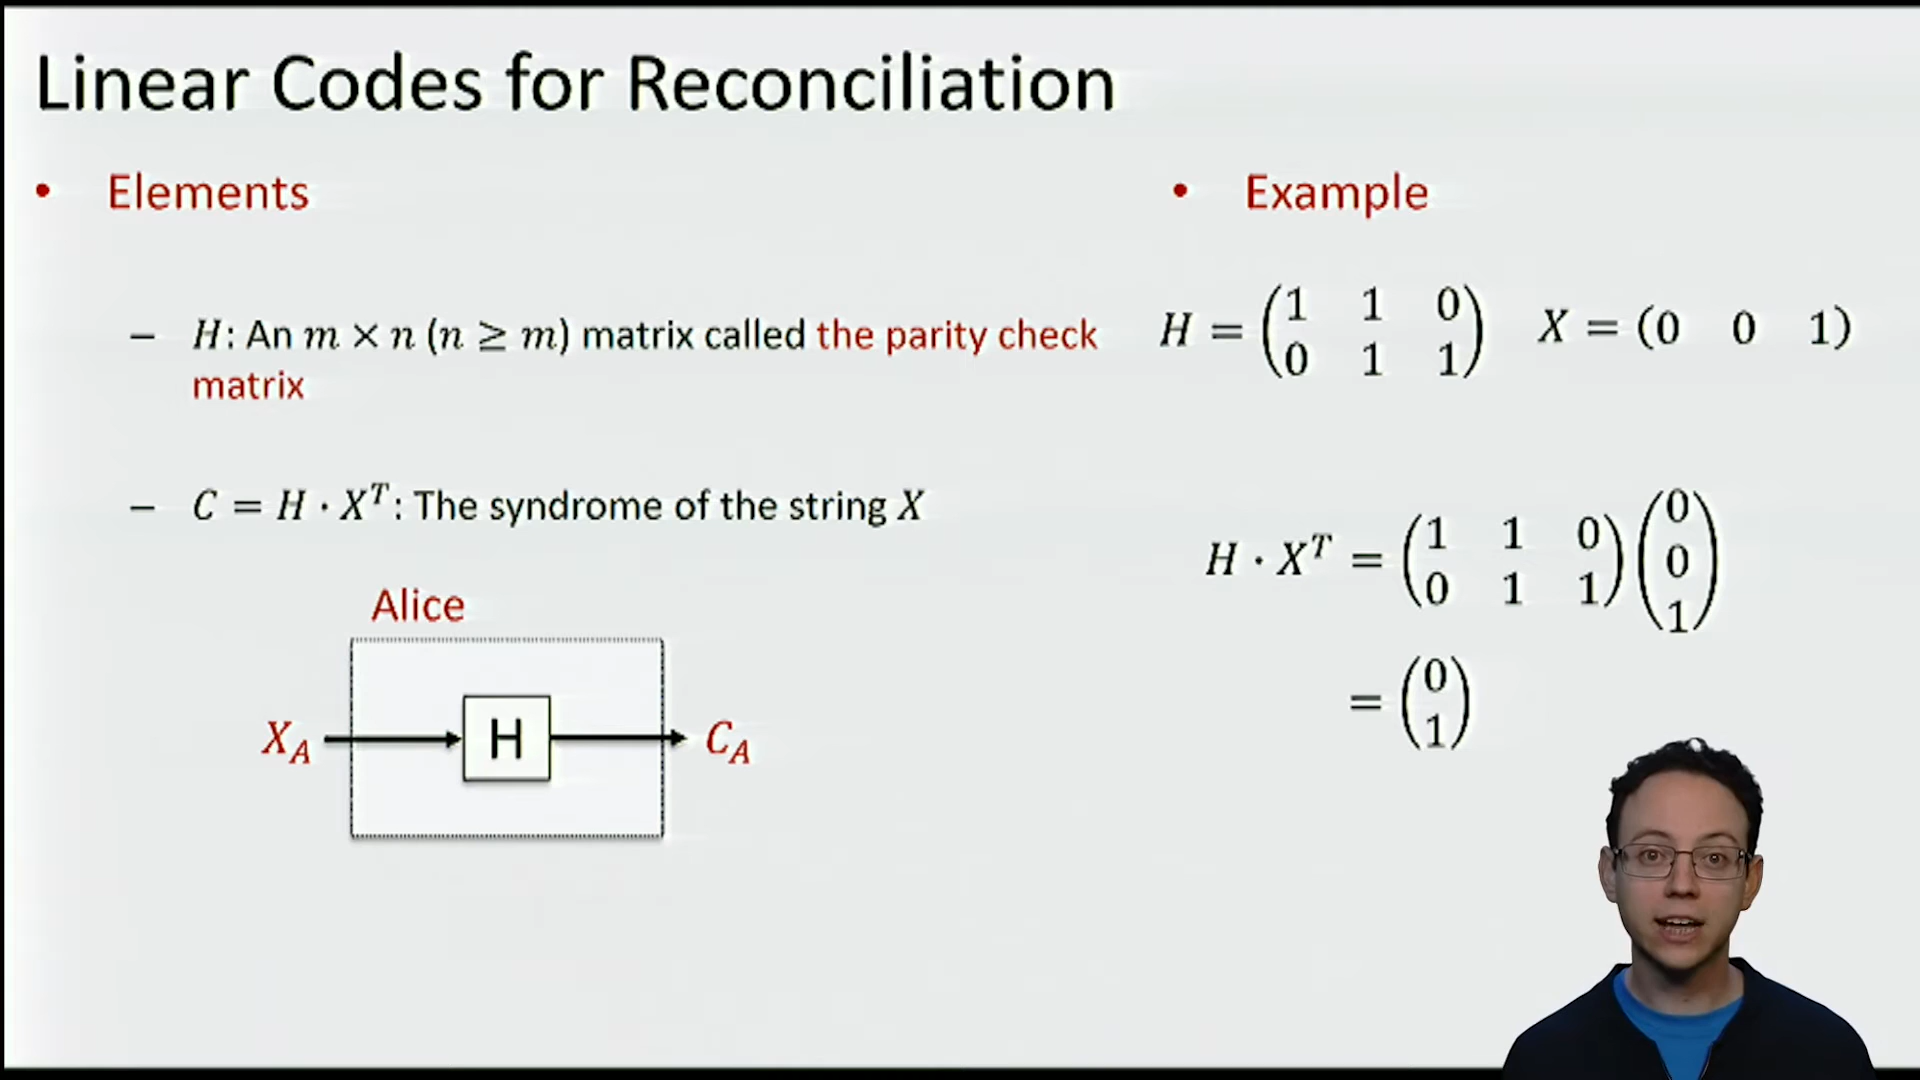 Linear Codes for Reconciliation
• Elements
– H: An m × n (n ≥ m) matrix called the parity check
matrix
– C = H · Xᵀ: The syndrome of the string X
Alice
X_A H C_A
• Example
H = (1 1 0
0 1 1) X = (0 0 1)
H · Xᵀ = (1 1 0
0 1 1) (0
0
1)
= (0
1)